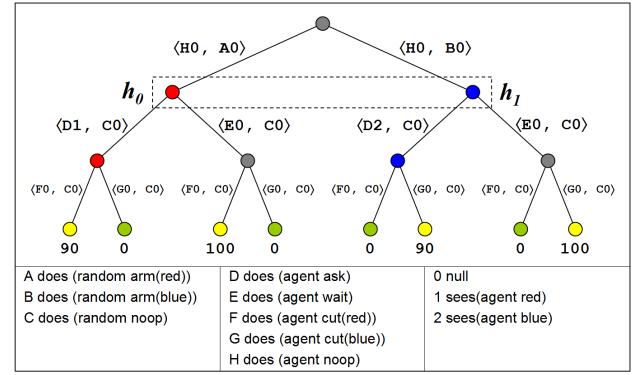 ⟨H0, A0⟩ ⟨H0, B0⟩
h0 h1
⟨D1, C0⟩ ⟨E0, C0⟩ ⟨D2, C0⟩ ⟨E0, C0⟩
⟨F0, C0⟩ ⟨G0, C0⟩ ⟨F0, C0⟩ ⟨G0, C0⟩ ⟨F0, C0⟩ ⟨G0, C0⟩ ⟨F0, C0⟩ ⟨G0, C0⟩
90 0 100 0 0 90 0 100
A does (random arm(red))
B does (random arm(blue))
C does (random noop)
D does (agent ask)
E does (agent wait)
F does (agent cut(red))
G does (agent cut(blue))
H does (agent noop)
0 null
1 sees(agent red)
2 sees(agent blue)